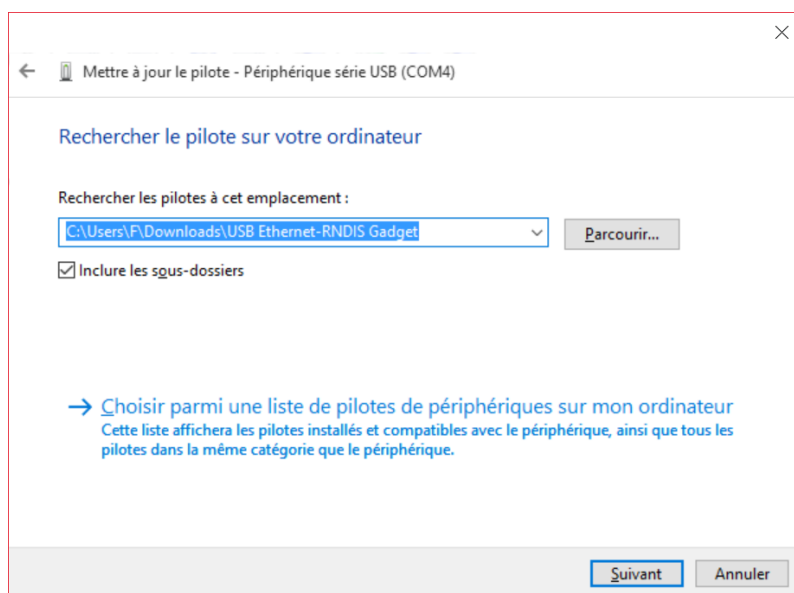 Mettre à jour le pilote - Périphérique série USB (COM4)
Rechercher le pilote sur votre ordinateur
Rechercher les pilotes à cet emplacement :
C:\Users\F\Downloads\USB Ethernet-RNDIS Gadget
Parcourir...
Inclure les sous-dossiers
Choisir parmi une liste de pilotes de périphériques sur mon ordinateur
Cette liste affichera les pilotes installés et compatibles avec le périphérique, ainsi que tous les
pilotes dans la même catégorie que le périphérique.
Suivant
Annuler